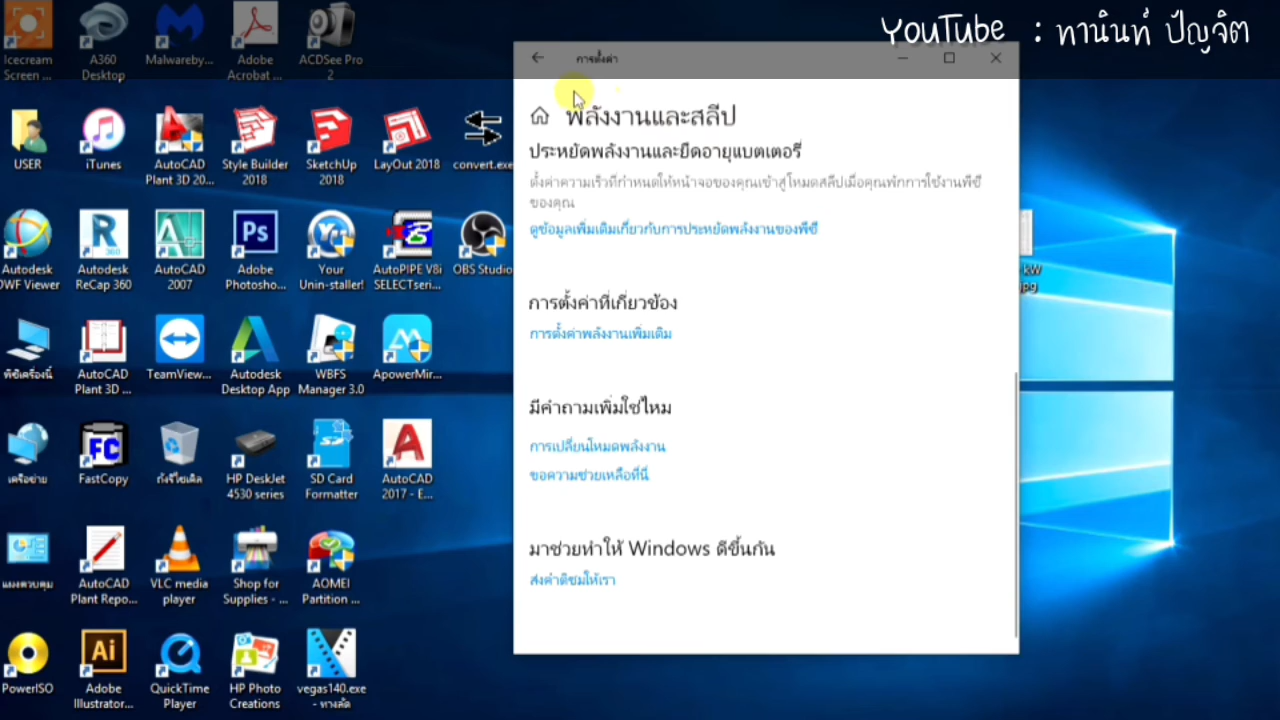 YouTube : ทานินท์ ปัญจิต
Icecream Screen ...
A360 Desktop
Malwareby...
Adobe Acrobat ...
ACDSee Pro 2
USER
iTunes
AutoCAD Plant 3D 20...
Style Builder 2018
SketchUp 2018
LayOut 2018
convert.exe
Autodesk DWF Viewer
Autodesk ReCap 360
AutoCAD 2007
Adobe Photosho...
Your Unin-staller!
AutoPIPE V8i SELECTseri...
OBS Studio
พีซีเครื่องนี้
AutoCAD Plant 3D ...
TeamView...
Autodesk Desktop App
WBFS Manager 3.0
ApowerMir...
เครือข่าย
FastCopy
ถังรีไซเคิล
HP DeskJet 4530 series
SD Card Formatter
AutoCAD 2017 - E...
แผงควบคุม
AutoCAD Plant Repo...
VLC media player
Shop for Supplies - ...
AOMEI Partition ...
PowerISO
Adobe Illustrator...
QuickTime Player
HP Photo Creations
vegas140.exe - ทางลัด
การตั้งค่า
พลังงานและสลีป
ประหยัดพลังงานและยืดอายุแบตเตอรี่
ตั้งค่าความเร็วที่กำหนดให้หน้าจอของคุณเข้าสู่โหมดสลีปเมื่อคุณพักการใช้งานพีซี
ของคุณ
ดูข้อมูลเพิ่มเติมเกี่ยวกับการประหยัดพลังงานของพีซี
การตั้งค่าที่เกี่ยวข้อง
การตั้งค่าพลังงานเพิ่มเติม
มีคำถามเพิ่มใช่ไหม
การเปลี่ยนโหมดพลังงาน
ขอความช่วยเหลือที่นี่
มาช่วยทำให้ Windows ดีขึ้นกัน
ส่งคำติชมให้เรา